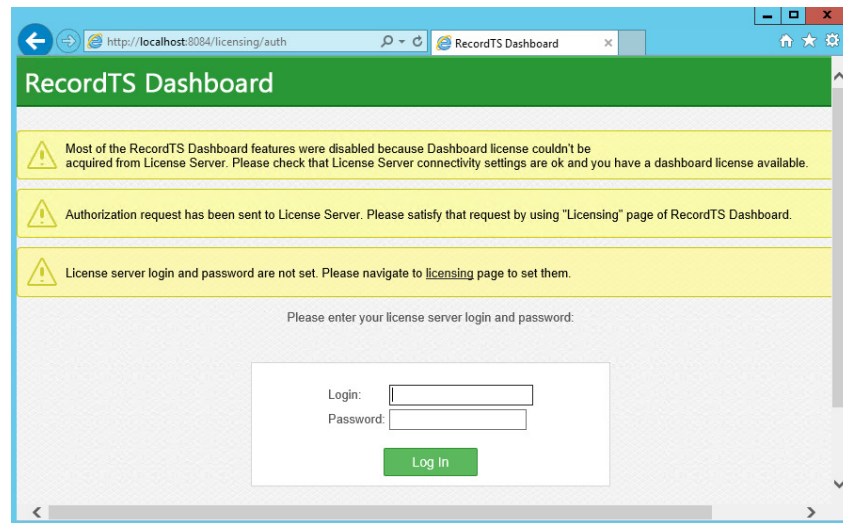 http://localhost:8084/licensing/auth
RecordTS Dashboard
RecordTS Dashboard
Most of the RecordTS Dashboard features were disabled because Dashboard license couldn't be
acquired from License Server. Please check that License Server connectivity settings are ok and you have a dashboard license available.
Authorization request has been sent to License Server. Please satisfy that request by using "Licensing" page of RecordTS Dashboard.
License server login and password are not set. Please navigate to licensing page to set them.
Please enter your license server login and password:
Login:
Password:
Log In